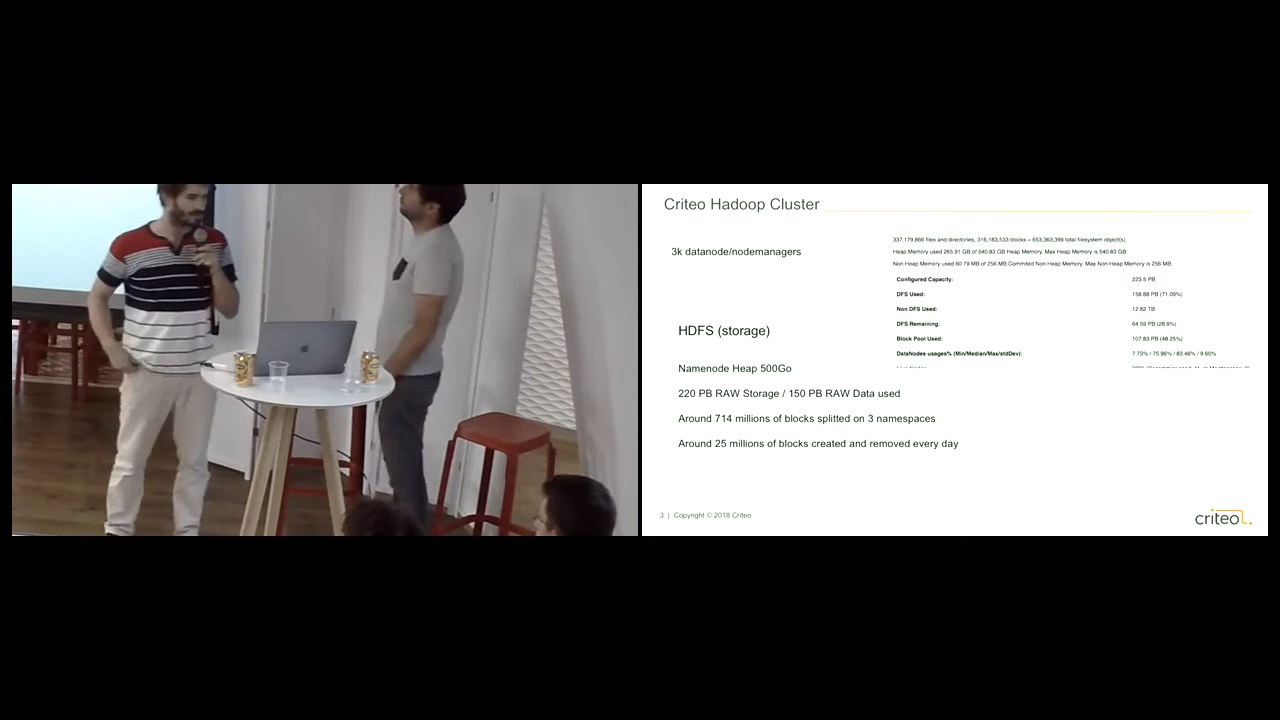 Criteo Hadoop Cluster
3k datanode/nodemanagers
337,179,866 files and directories, 316,183,533 blocks = 653,363,399 total filesystem object(s).
Heap Memory used 265.91 GB of 540.83 GB Heap Memory. Max Heap Memory is 540.83 GB.
Non Heap Memory used 60.79 MB of 256 MB Commited Non Heap Memory. Max Non Heap Memory is 256 MB.
Configured Capacity: 223.5 PB
DFS Used: 158.88 PB (71.09%)
Non DFS Used: 12.82 TB
DFS Remaining: 64.59 PB (28.9%)
Block Pool Used: 107.83 PB (48.25%)
DataNodes usages% (Min/Median/Max/stdDev): 7.73% / 75.96% / 83.46% / 9.60%
HDFS (storage)
Namenode Heap 500Go
220 PB RAW Storage / 150 PB RAW Data used
Around 714 millions of blocks splitted on 3 namespaces
Around 25 millions of blocks created and removed every day
3 | Copyright © 2018 Criteo
criteo